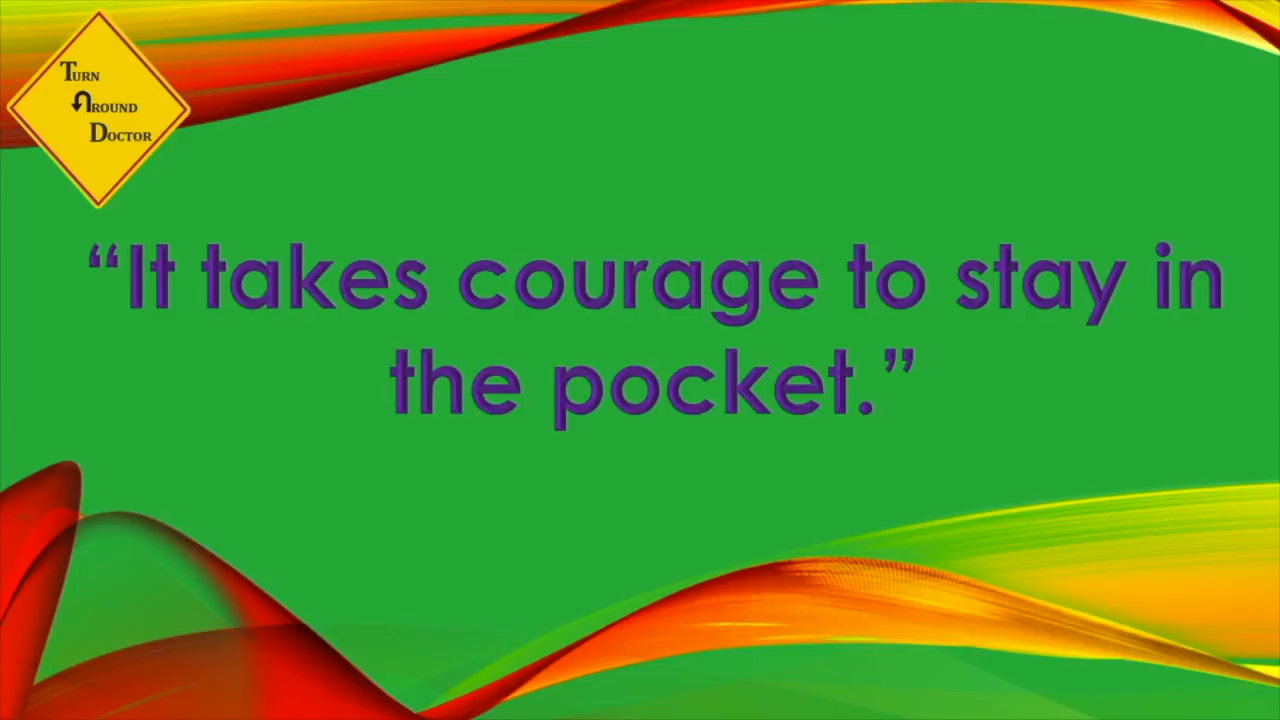 Turn
Around
Doctor
“It takes courage to stay in
the pocket.”